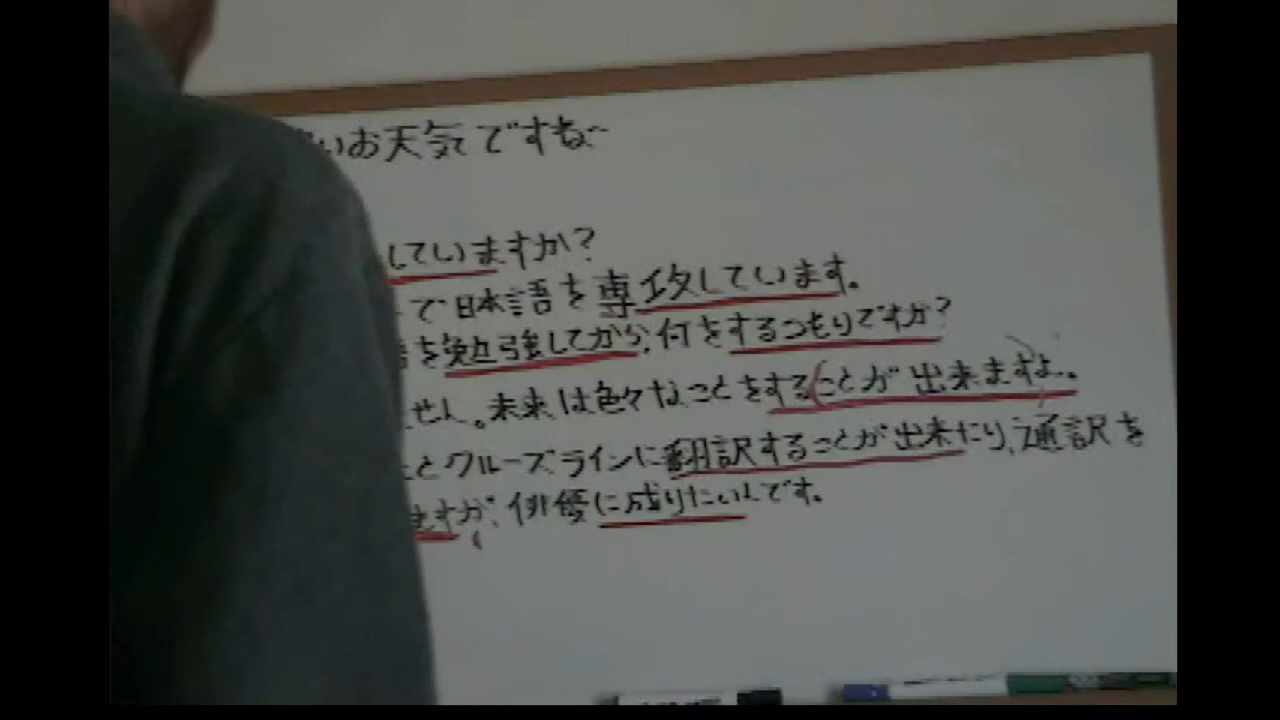 いお天気ですね
していますか?
で日本語を専攻しています。
を勉強してから、何をするつもりですか?
せん。未来は色々なことをすることが出来ますよ。
とクルーズラインに翻訳することが出来たり、通訳を
ますが、俳優に成りたいんです。